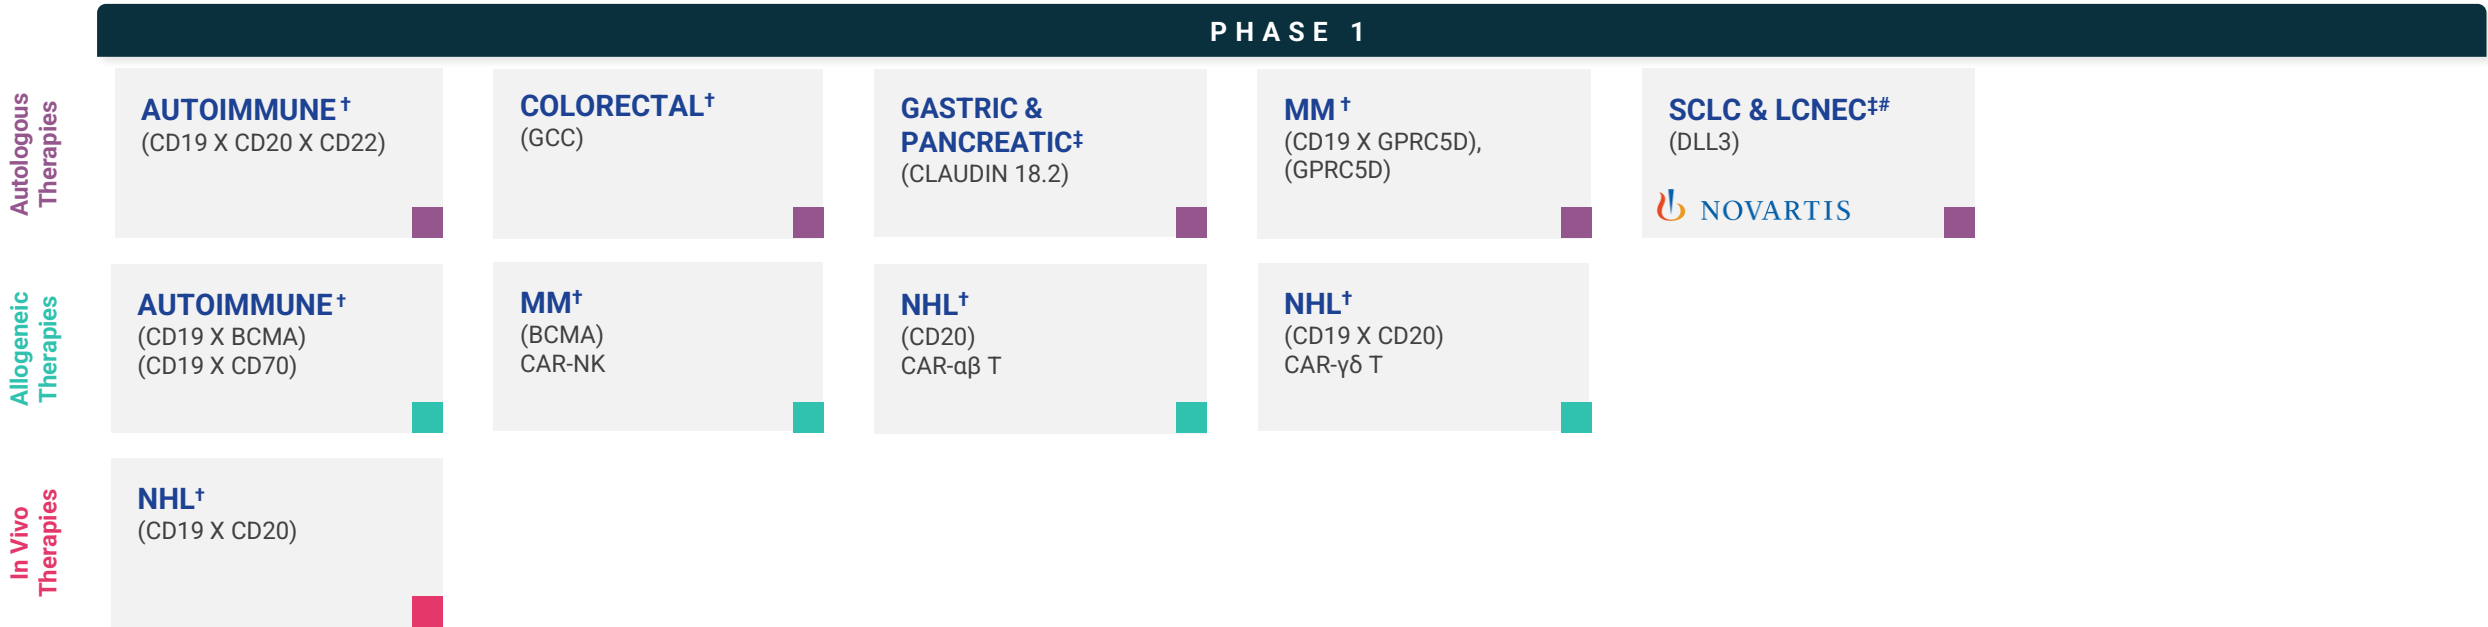 PHASE 1
Autologous
Therapies
AUTOIMMUNE†
(CD19 X CD20 X CD22)
COLORECTAL†
(GCC)
GASTRIC &
PANCREATIC‡
(CLAUDIN 18.2)
MM†
(CD19 X GPRC5D),
(GPRC5D)
SCLC & LCNEC‡#
(DLL3)
NOVARTIS
Allogeneic
Therapies
AUTOIMMUNE†
(CD19 X BCMA)
(CD19 X CD70)
MM†
(BCMA)
CAR-NK
NHL†
(CD20)
CAR-αβ T
NHL†
(CD19 X CD20)
CAR-γδ T
In Vivo
Therapies
NHL†
(CD19 X CD20)